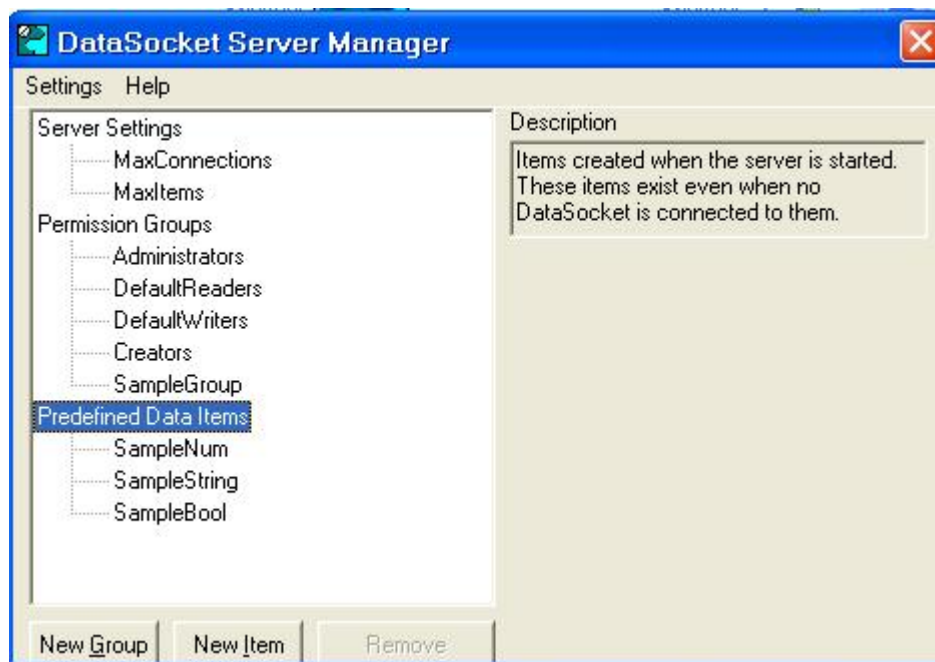 DataSocket Server Manager
Settings Help
Server Settings
MaxConnections
MaxItems
Permission Groups
Administrators
DefaultReaders
DefaultWriters
Creators
SampleGroup
Predefined Data Items
SampleNum
SampleString
SampleBool
Description
Items created when the server is started.
These items exist even when no
DataSocket is connected to them.
New Group New Item Remove